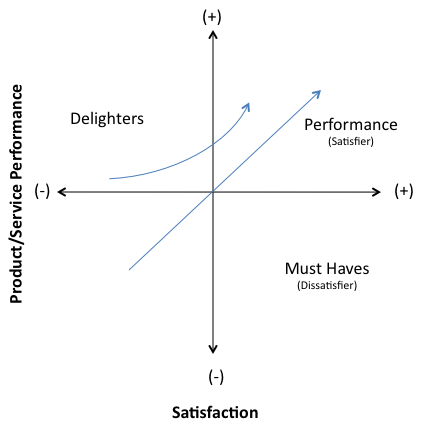 (+)
Delighters
Performance
(Satisfier)
Product/Service Performance
(-)
(+)
Must Haves
(Dissatisfier)
(-)
Satisfaction